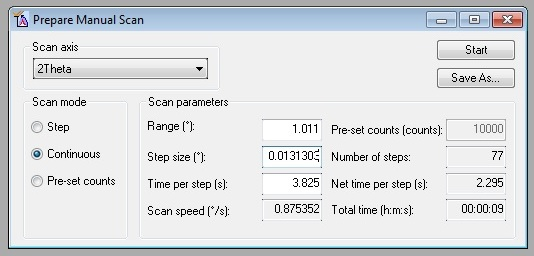 Prepare Manual Scan
Scan axis
2Theta
Start
Save As...
Scan mode
Step
Continuous
Pre-set counts
Scan parameters
Range (°): 1.011
Pre-set counts (counts): 10000
Step size (°): 0.0131303
Number of steps: 77
Time per step (s): 3.825
Net time per step (s): 2.295
Scan speed (°/s): 0.875352
Total time (h:m:s): 00:00:09